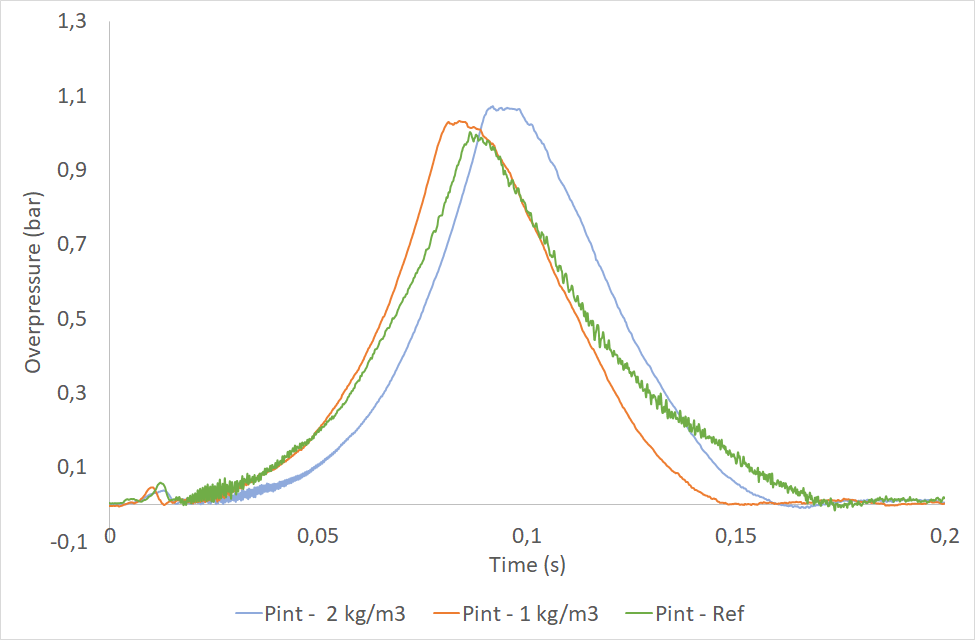 1,3
1,1
0,9
0,7
0,5
0,3
0,1
-0,1
Overpressure (bar)
0 0,05 0,1 0,15 0,2
Time (s)
Pint -  2 kg/m3 Pint - 1 kg/m3 Pint - Ref